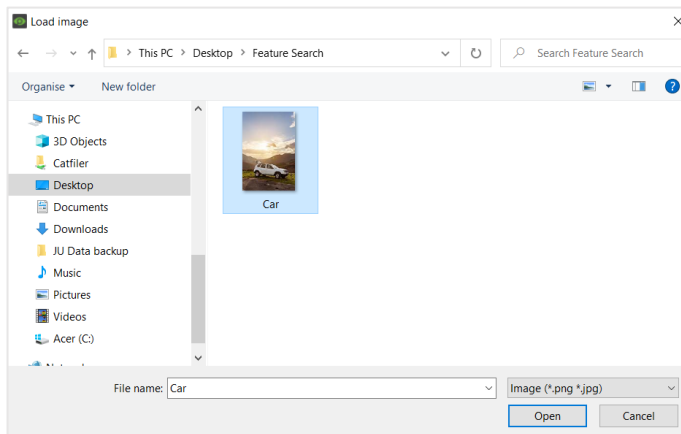 Load image
This PC > Desktop > Feature Search
Search Feature Search
Organise
New folder
This PC
3D Objects
Catfiler
Desktop
Documents
Downloads
JU Data backup
Music
Pictures
Videos
Acer (C:)
Car
File name: Car
Image (*.png *.jpg)
Open
Cancel